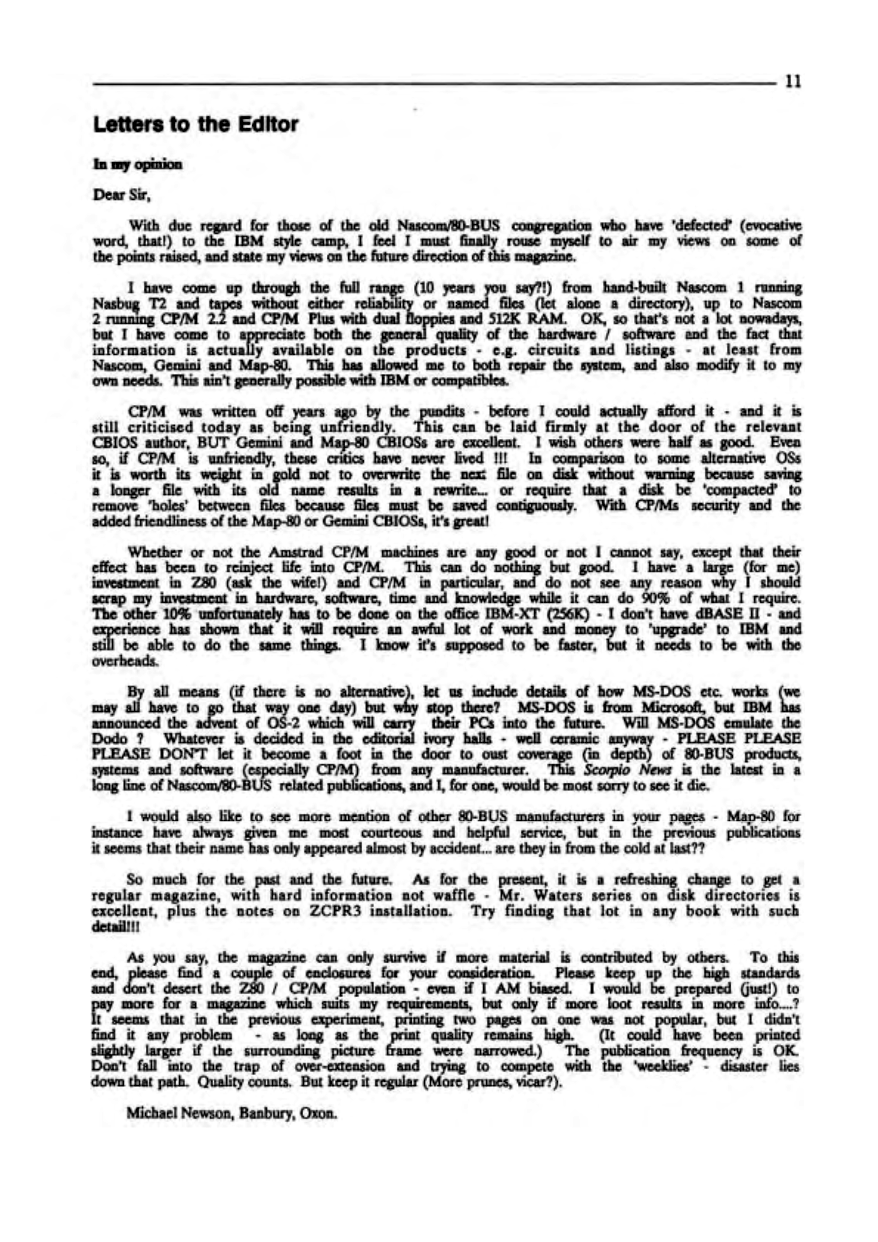 11
Letters to the Editor
In my opinion
Dear Sir,
With due regard for those of the old Nascom/80-BUS congregation who have 'defected' (evocative
word, that!) to the IBM style camp, I feel I must finally rouse myself to air my views on some of
the points raised, and state my views on the future direction of this magazine.
I have come up through the full range (10 years you say?!) from hand-built Nascom 1 running
Nasbug T2 and tapes without either reliability or named files (let alone a directory), up to Nascom
2 running CP/M 2.2 and CP/M Plus with dual floppies and 512K RAM. OK, so that's not a lot nowadays,
but I have come to appreciate both the general quality of the hardware / software and the fact that
information is actually available on the products - e.g. circuits and listings - at least from
Nascom, Gemini and Map-80. This has allowed me to both repair the system, and also modify it to my
own needs. This ain't generally possible with IBM or compatibles.
CP/M was written off years ago by the pundits - before I could actually afford it - and it is
still criticised today as being unfriendly. This can be laid firmly at the door of the relevant
CBIOS author, BUT Gemini and Map-80 CBIOSs are excellent. I wish others were half as good. Even
so, if CP/M is unfriendly, these critics have never lived !!! In comparison to some alternative OSs
it is worth its weight in gold not to overwrite the next file on disk without warning because saving
a longer file with its old name results in a rewrite... or require that a disk be 'compacted' to
remove 'holes' between files because files must be saved contiguously. With CP/Ms security and the
added friendliness of the Map-80 or Gemini CBIOSs, it's great!
Whether or not the Amstrad CP/M machines are any good or not I cannot say, except that their
effect has been to reinject life into CP/M. This can do nothing but good. I have a large (for me)
investment in Z80 (ask the wife!) and CP/M in particular, and do not see any reason why I should
scrap my investment in hardware, software, time and knowledge while it can do 90% of what I require.
The other 10% unfortunately has to be done on the office IBM-XT (256K) - I don't have dBASE II - and
experience has shown that it will require an awful lot of work and money to 'upgrade' to IBM and
still be able to do the same things. I know it's supposed to be faster, but it needs to be with the
overheads.
By all means (if there is no alternative), let us include details of how MS-DOS etc. works (we
may all have to go that way one day) but why stop there? MS-DOS is from Microsoft, but IBM has
announced the advent of OS-2 which will carry their PCs into the future. Will MS-DOS emulate the
Dodo ? Whatever is decided in the editorial ivory halls - well ceramic anyway - PLEASE PLEASE
PLEASE DON'T let it become a foot in the door to oust coverage (in depth) of 80-BUS products,
systems and software (especially CP/M) from any manufacturer. This Scorpio News is the latest in a
long line of Nascom/80-BUS related publications, and I, for one, would be most sorry to see it die.
I would also like to see more mention of other 80-BUS manufacturers in your pages - Map-80 for
instance have always given me most courteous and helpful service, but in the previous publications
it seems that their name has only appeared almost by accident... are they in from the cold at last??
So much for the past and the future. As for the present, it is a refreshing change to get a
regular magazine, with hard information not waffle - Mr. Waters series on disk directories is
excellent, plus the notes on ZCPR3 installation. Try finding that lot in any book with such
detail!!!
As you say, the magazine can only survive if more material is contributed by others. To this
end, please find a couple of enclosures for your consideration. Please keep up the high standards
and don't desert the Z80 / CP/M population - even if I AM biased. I would be prepared (just!) to
pay more for a magazine which suits my requirements, but only if more loot results in more info....?
It seems that in the previous experiment, printing two pages on one was not popular, but I didn't
find it any problem - as long as the print quality remains high. (It could have been printed
slightly larger if the surrounding picture frame were narrowed.) The publication frequency is OK.
Don't fall into the trap of over-extension and trying to compete with the 'weeklies' - disaster lies
down that path. Quality counts. But keep it regular (More prunes, vicar?).
Michael Newson, Banbury, Oxon.